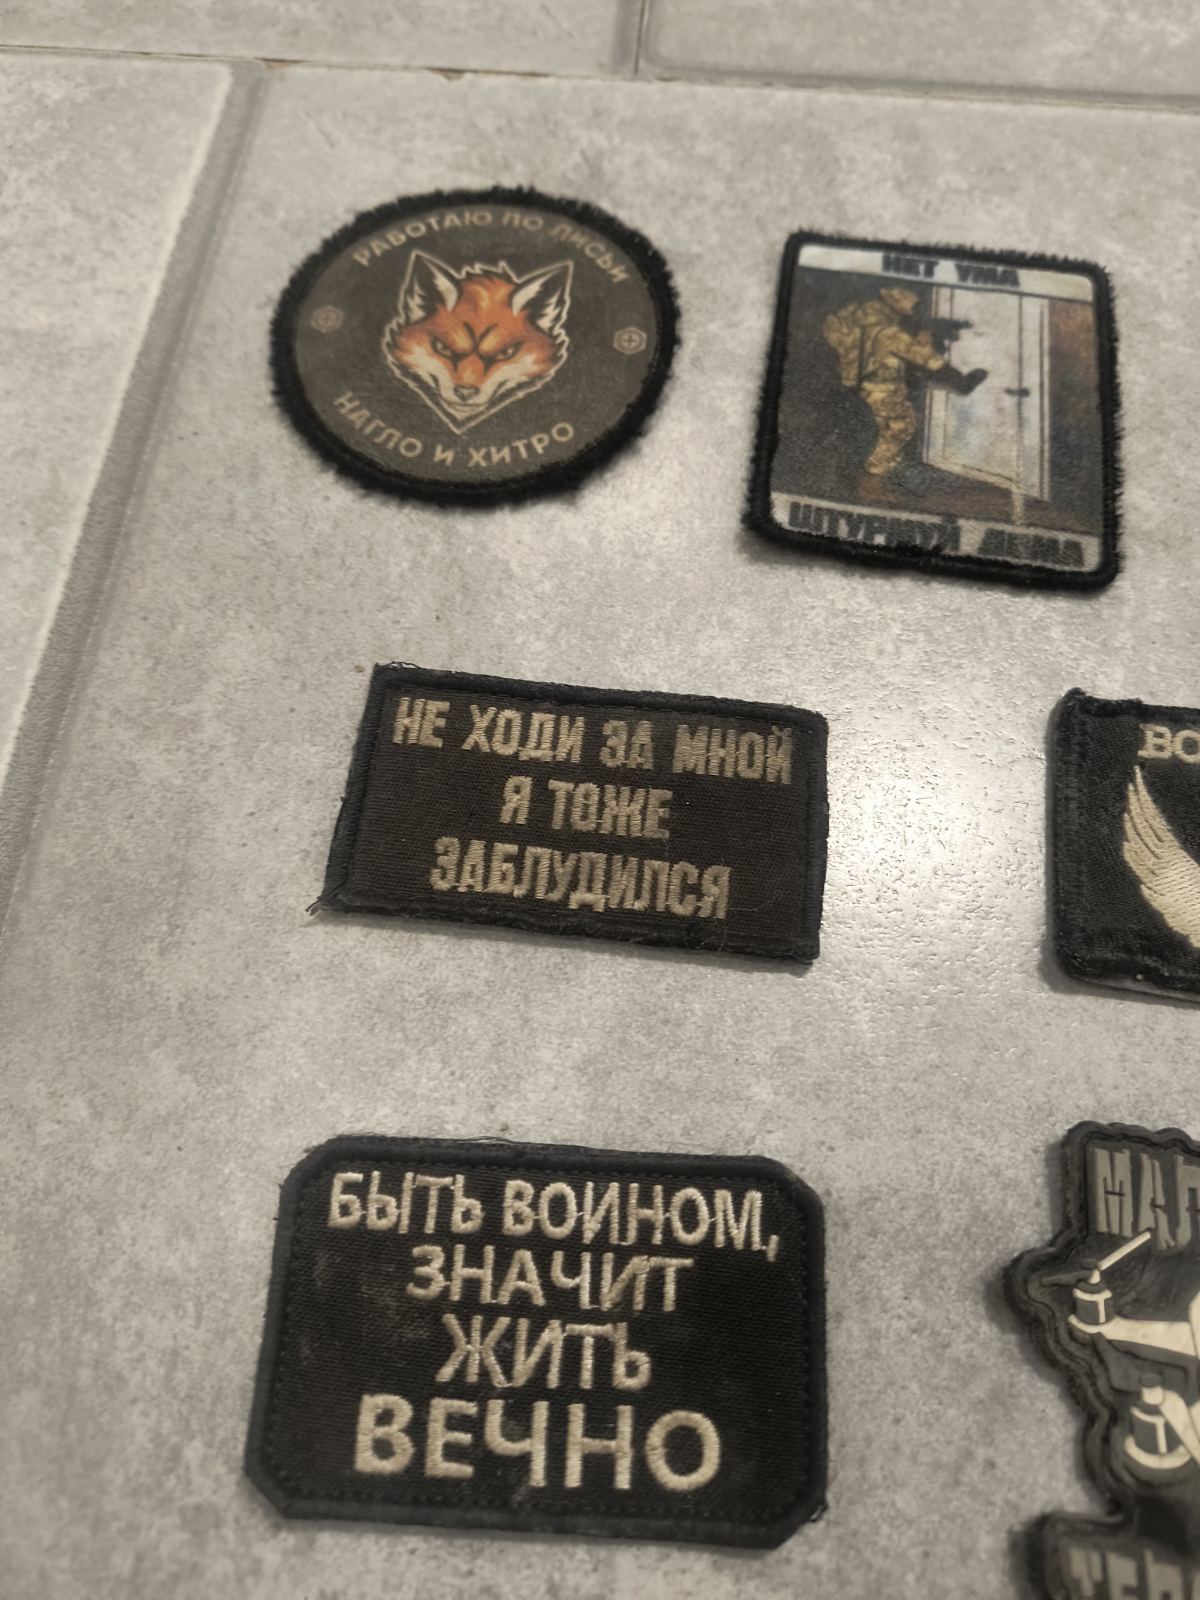 РАБОТАЮ ПО ЛИСЬИ
НАГЛО И ХИТРО
НЕТ УМА
ШТУРМУЙ ДОМА
НЕ ХОДИ ЗА МНОЙ
Я ТОЖЕ
ЗАБЛУДИЛСЯ
БЫТЬ ВОИНОМ,
ЗНАЧИТ
ЖИТЬ
ВЕЧНО